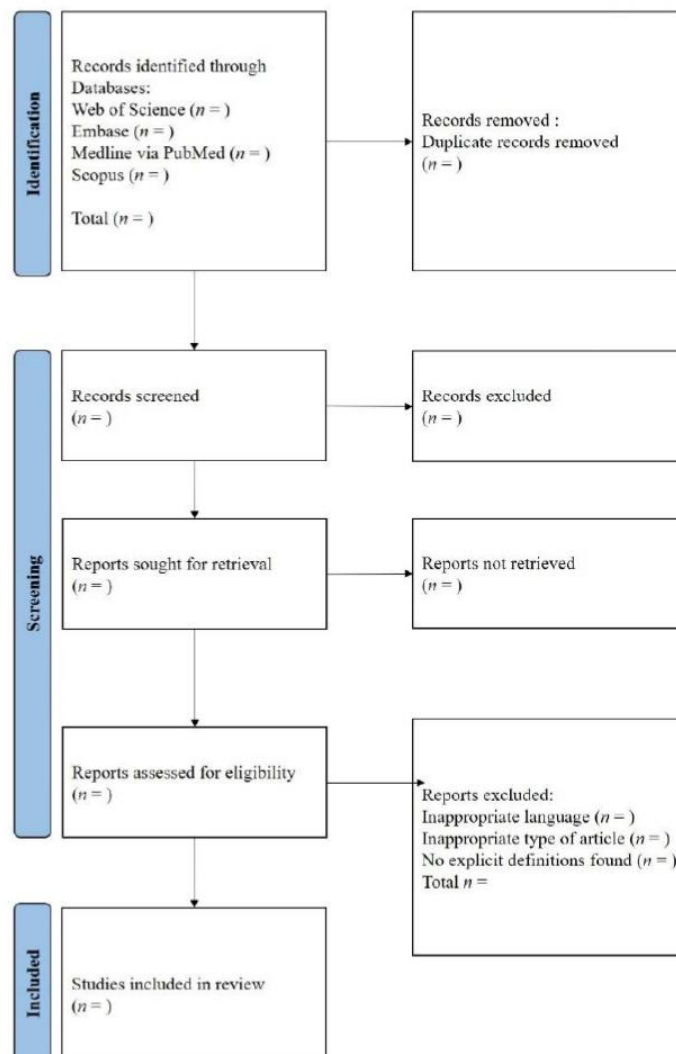 Identification
Records identified through
Databases:
Web of Science (n = )
Embase (n = )
Medline via PubMed (n = )
Scopus (n = )
Total (n = )
Records removed :
Duplicate records removed
(n = )
Screening
Records screened
(n = )
Records excluded
(n = )
Reports sought for retrieval
(n = )
Reports not retrieved
(n = )
Reports assessed for eligibility
(n = )
Reports excluded:
Inappropriate language (n = )
Inappropriate type of article (n = )
No explicit definitions found (n = )
Total n =
Included
Studies included in review
(n = )